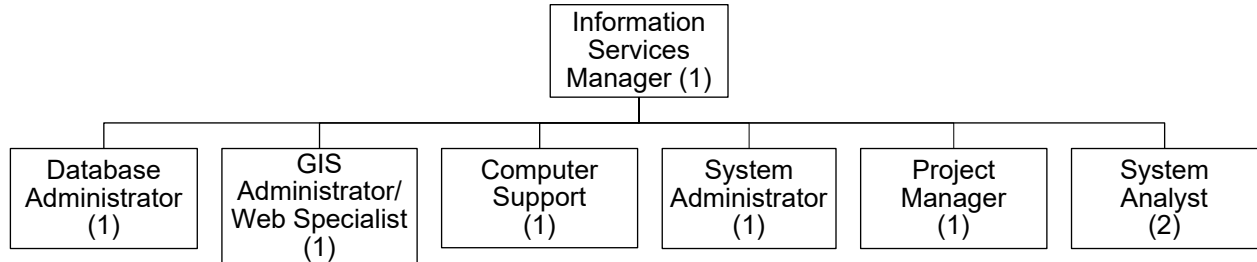 Information
Services
Manager (1)
Database
Administrator
(1)
GIS
Administrator/
Web Specialist
(1)
Computer
Support
(1)
System
Administrator
(1)
Project
Manager
(1)
System
Analyst
(2)